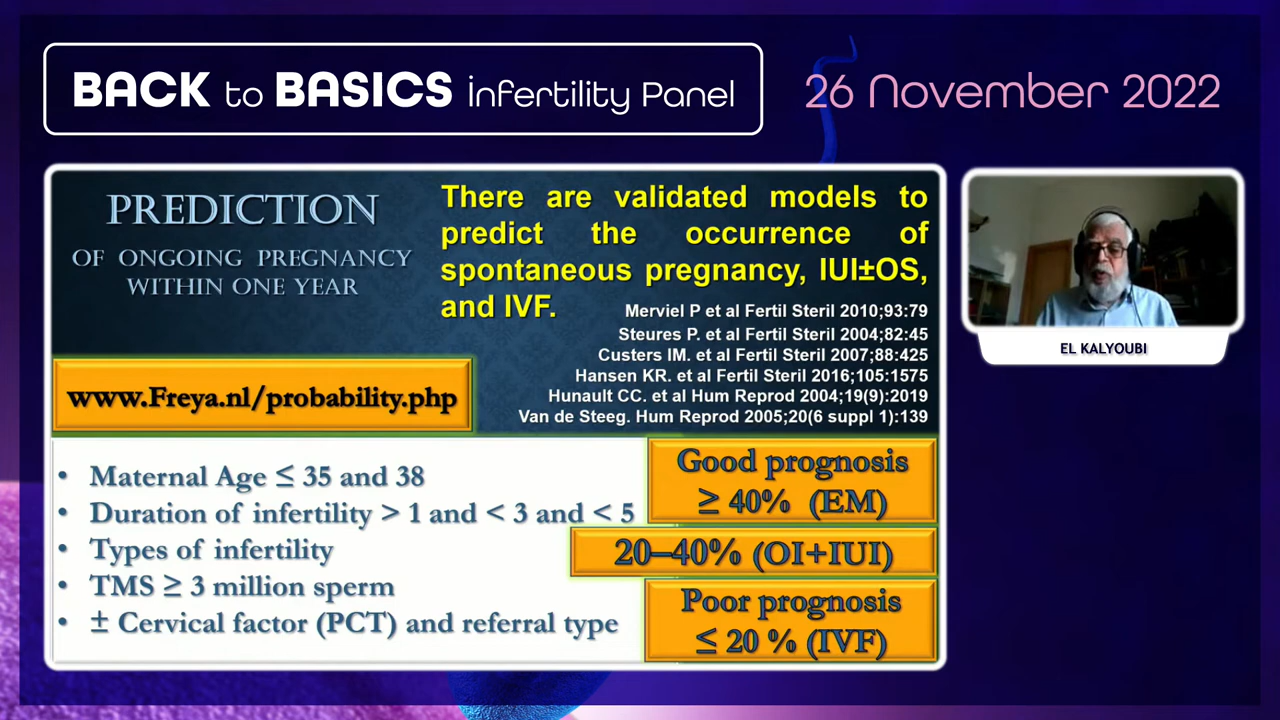 BACK to BASICS infertility Panel
26 November 2022
PREDICTION
OF ONGOING PREGNANCY
WITHIN ONE YEAR
There are validated models to
predict the occurrence of
spontaneous pregnancy, IUI±OS,
and IVF.
Merviel P et al Fertil Steril 2010;93:79
Steures P. et al Fertil Steril 2004;82:45
Custers IM. et al Fertil Steril 2007;88:425
Hansen KR. et al Fertil Steril 2016;105:1575
Hunault CC. et al Hum Reprod 2004;19(9):2019
Van de Steeg. Hum Reprod 2005;20(6 suppl 1):139
www.Freya.nl/probability.php
• Maternal Age ≤ 35 and 38
• Duration of infertility > 1 and < 3 and < 5
• Types of infertility
• TMS ≥ 3 million sperm
• ± Cervical factor (PCT) and referral type
Good prognosis
≥ 40% (EM)
20–40% (OI+IUI)
Poor prognosis
≤ 20 % (IVF)
EL KALYOUBI